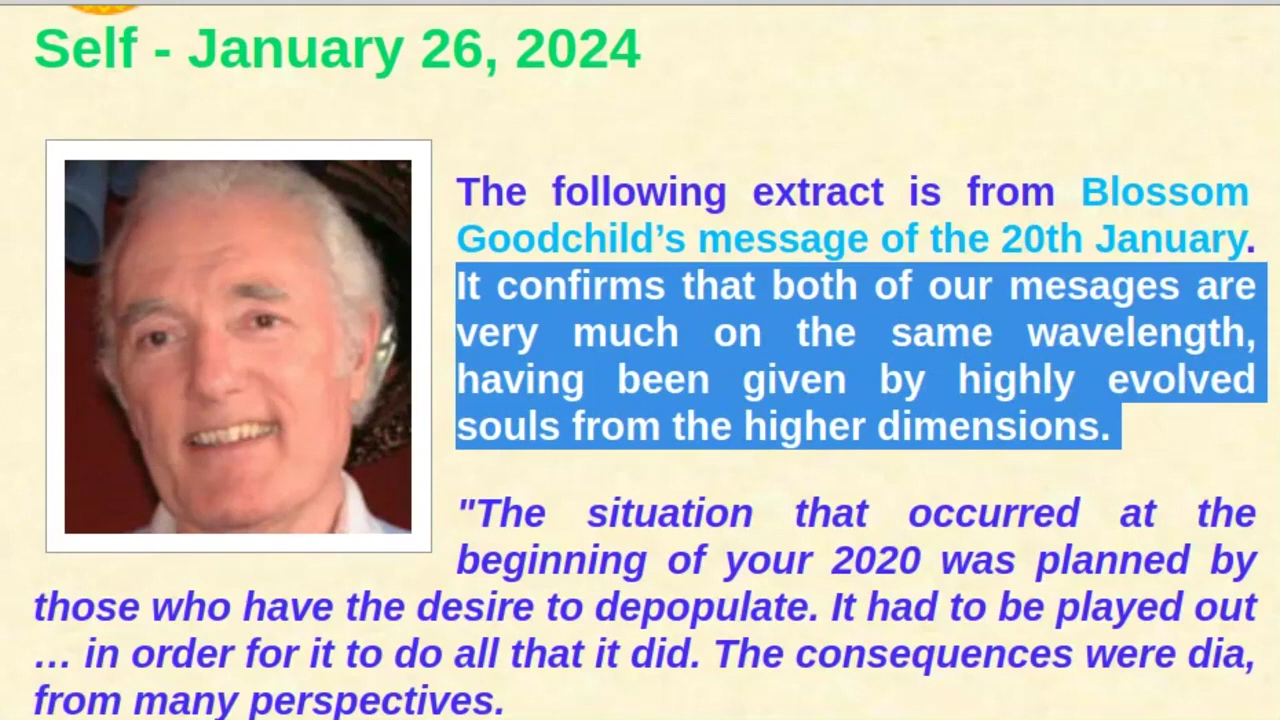 Self - January 26, 2024
The following extract is from Blossom
Goodchild’s message of the 20th January.
It confirms that both of our mesages are
very much on the same wavelength,
having been given by highly evolved
souls from the higher dimensions.
"The situation that occurred at the
beginning of your 2020 was planned by
those who have the desire to depopulate. It had to be played out
… in order for it to do all that it did. The consequences were dia,
from many perspectives.